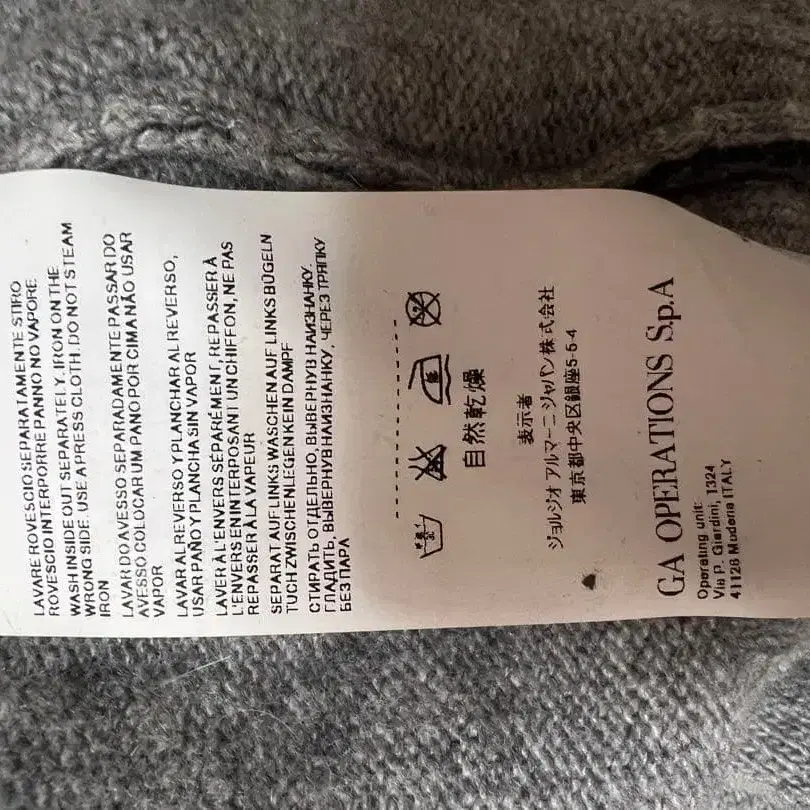 LAVARE ROVESCIO SEPARATAMENTE STIRO
ROVESCIO INTERPORRE PANNO NO VAPORE
WASH INSIDE OUT SEPARATELY. IRON ON THE
WRONG SIDE. USE A PRESS CLOTH. DO NOT STEAM
IRON
LAVAR DO AVESSO SEPARADAMENTE PASSAR DO
AVESSO COLOCAR UM PANO POR CIMA NÃO USAR
VAPOR
LAVAR AL REVERSO Y PLANCHAR AL REVERSO,
USAR PAÑO Y PLANCHA SIN VAPOR
LAVER À L'ENVERS SÉPARÉMENT, REPASSER À
L'ENVERS EN INTERPOSANT UN CHIFFON, NE PAS
REPASSER À LA VAPEUR
SEPARAT AUF LINKS WASCHEN AUF LINKS BÜGELN
TUCH ZWISCHENLEGEN KEIN DAMPF
СТИРАТЬ ОТДЕЛЬНО, ВЫВЕРНУВ НАИЗНАНКУ.
ГЛАДИТЬ, ВЫВЕРНУВ НАИЗНАНКУ, ЧЕРЕЗ ТРЯПКУ
БЕЗ ПАРА
自然乾燥
表示者
ジョルジオ アルマーニ ジャパン株式会社
東京都中央区銀座5-5-4
GA OPERATIONS S.p.A
Operating unit:
Via P. Giardini, 1324
41126 Modena ITALY